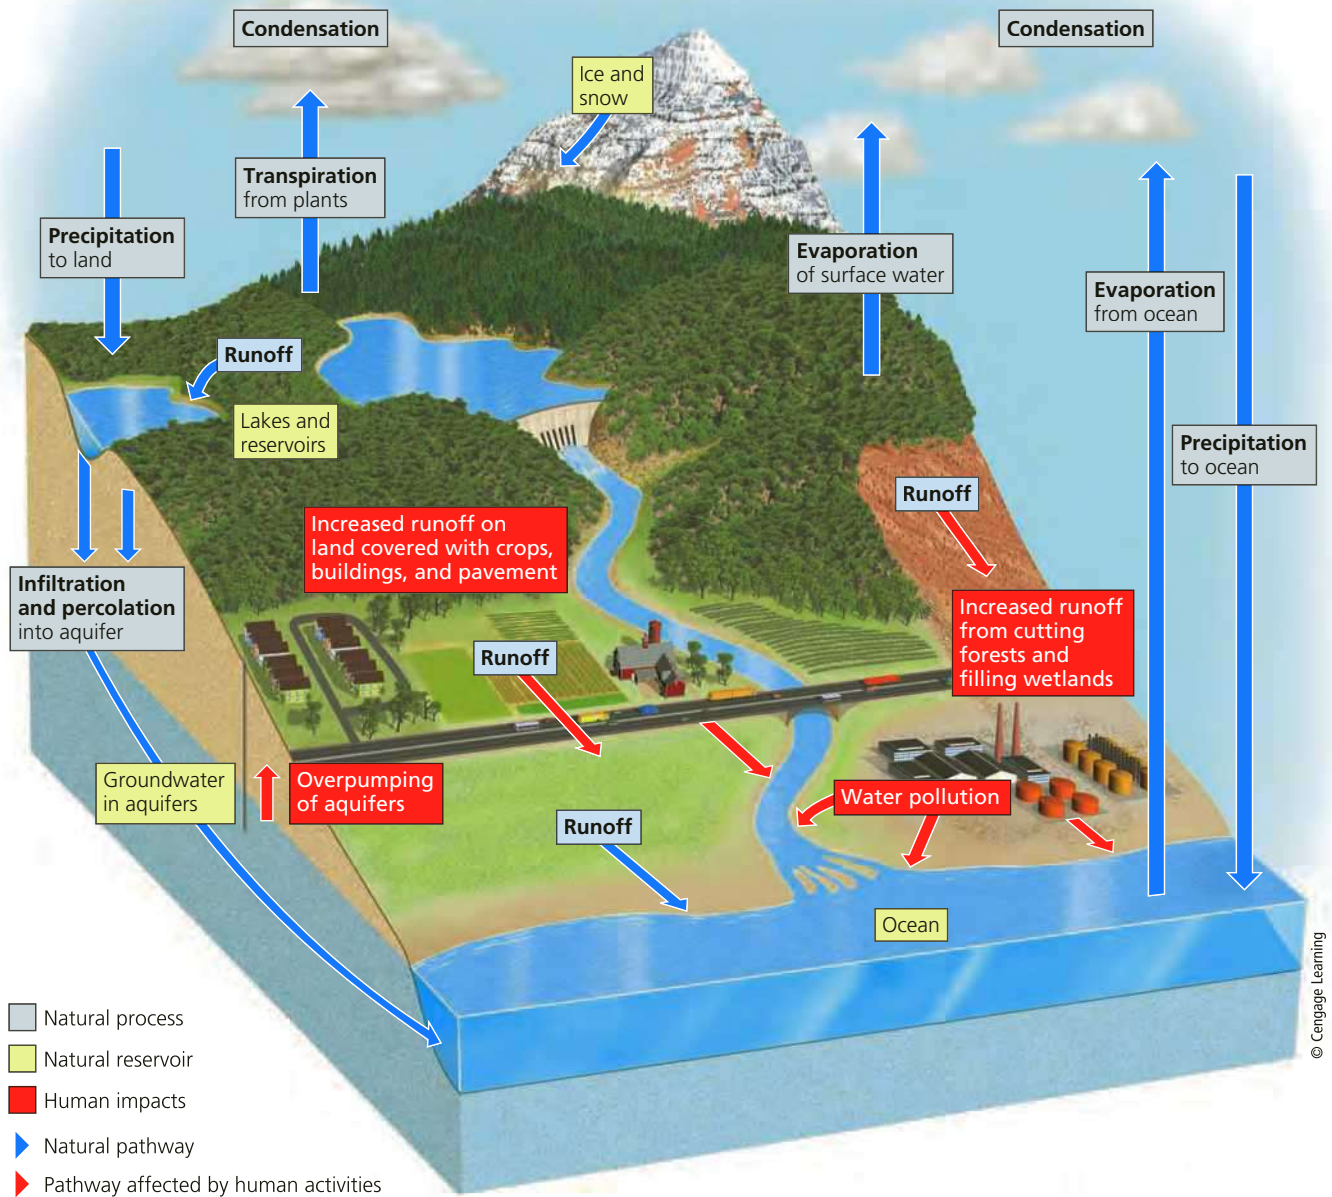 Condensation
Condensation
Ice and
snow
Transpiration
from plants
Precipitation
to land
Evaporation
of surface water
Evaporation
from ocean
Runoff
Lakes and
reservoirs
Precipitation
to ocean
Runoff
Increased runoff on
land covered with crops,
buildings, and pavement
Infiltration
and percolation
into aquifer
Increased runoff
from cutting
forests and
filling wetlands
Runoff
Groundwater
in aquifers
Overpumping
of aquifers
Water pollution
Runoff
Ocean
© Cengage Learning
Natural process
Natural reservoir
Human impacts
Natural pathway
Pathway affected by human activities